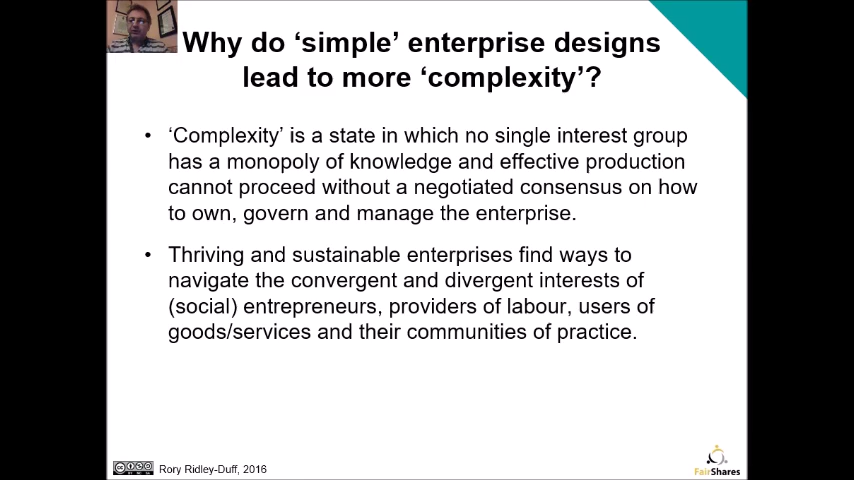 Why do ‘simple’ enterprise designs
lead to more ‘complexity’?
• ‘Complexity’ is a state in which no single interest group
has a monopoly of knowledge and effective production
cannot proceed without a negotiated consensus on how
to own, govern and manage the enterprise.
• Thriving and sustainable enterprises find ways to
navigate the convergent and divergent interests of
(social) entrepreneurs, providers of labour, users of
goods/services and their communities of practice.
Rory Ridley-Duff, 2016
FairShares